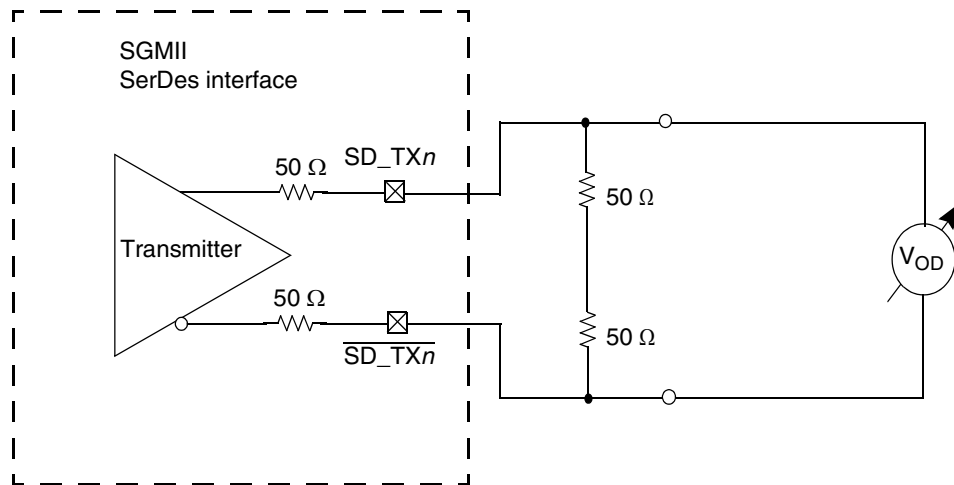 SGMII
SerDes interface
50 Ω
SD_TXn
50 Ω
Transmitter
VOD
50 Ω
50 Ω
SD_TXn